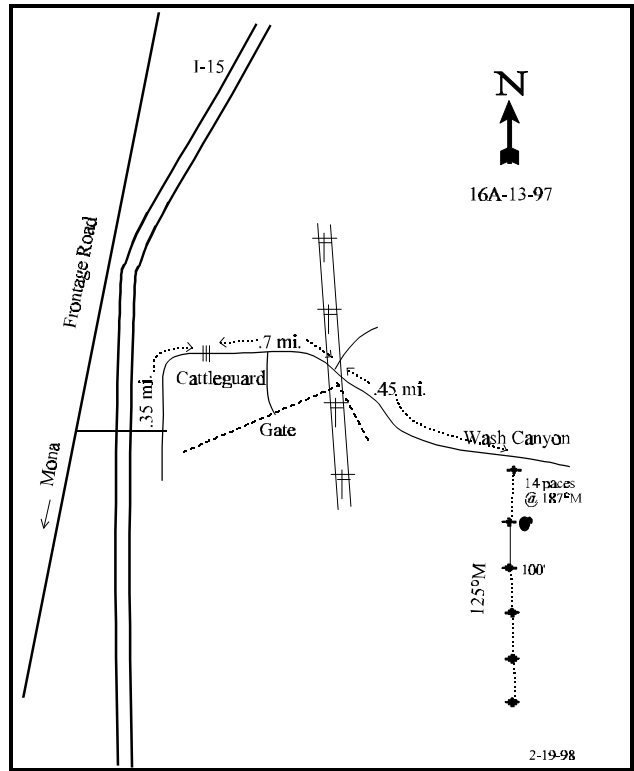 I-15
N
16A-13-97
Frontage Road
.7 mi.
.35 mi.
Cattleguard
.45 mi.
Gate
Wash Canyon
Mona
14 paces
@ 187°M
100'
125°M
2-19-98